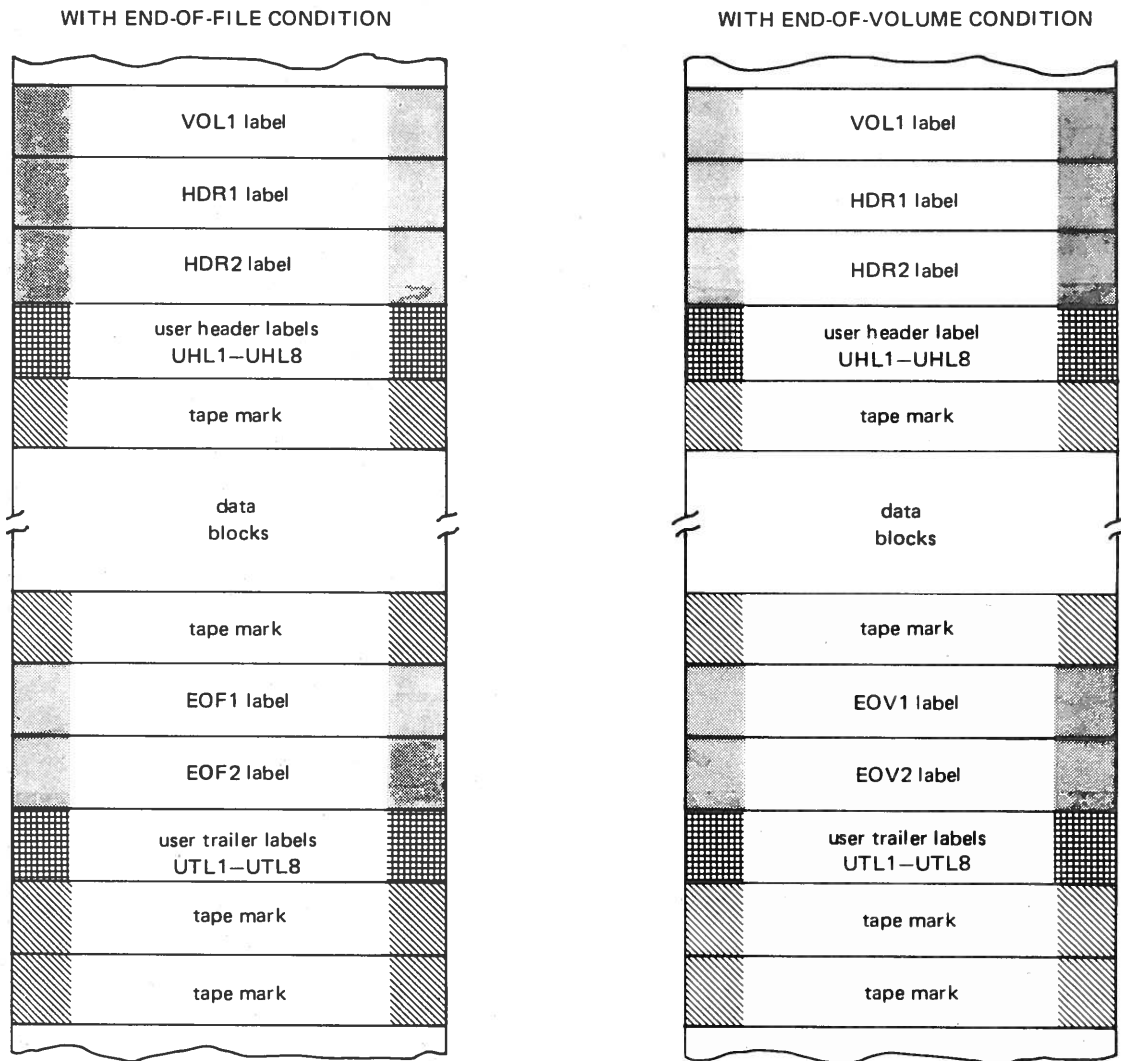 WITH END-OF-FILE CONDITION
VOL1 label
HDR1 label
HDR2 label
user header labels
UHL1—UHL8
tape mark
data
blocks
tape mark
EOF1 label
EOF2 label
user trailer labels
UTL1—UTL8
tape mark
tape mark
WITH END-OF-VOLUME CONDITION
VOL1 label
HDR1 label
HDR2 label
user header label
UHL1—UHL8
tape mark
data
blocks
tape mark
EOV1 label
EOV2 label
user trailer labels
UTL1—UTL8
tape mark
tape mark